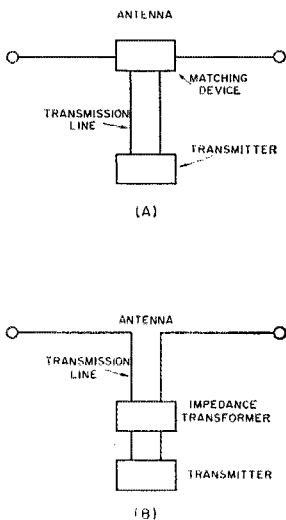 ANTENNA
MATCHING
DEVICE
TRANSMISSION
LINE
TRANSMITTER
(A)
ANTENNA
TRANSMISSION
LINE
IMPEDANCE
TRANSFORMER
TRANSMITTER
(B)